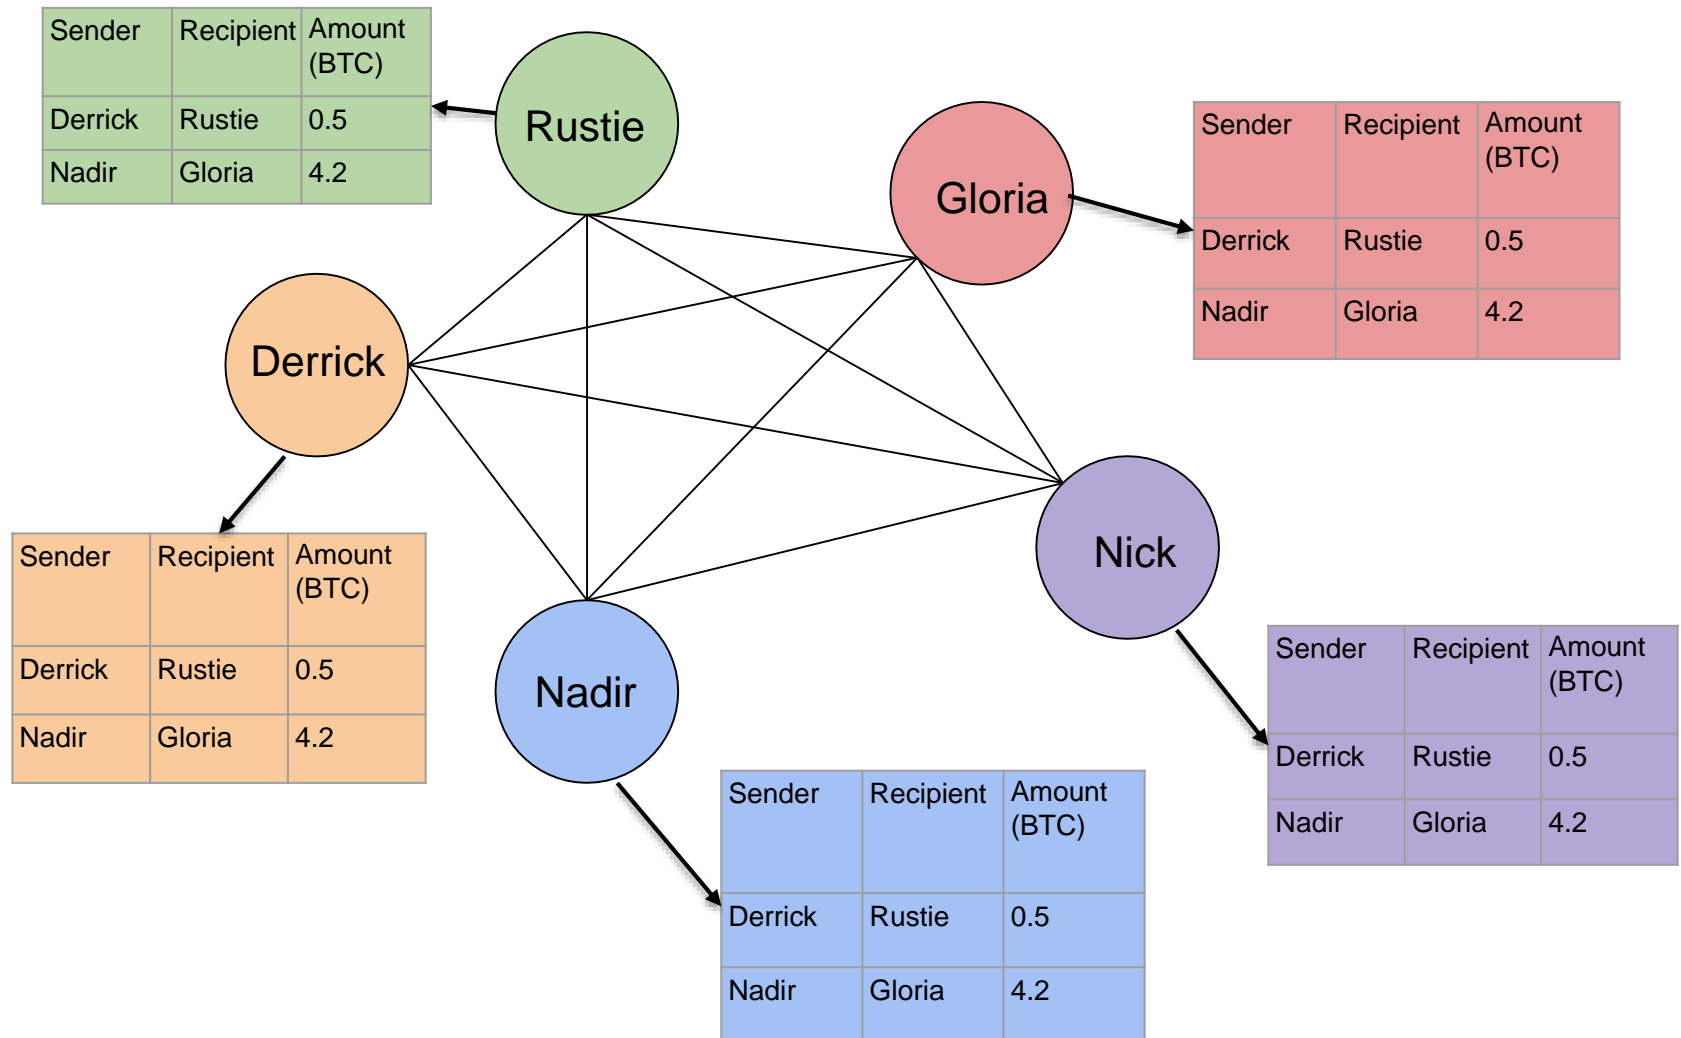 Sender Recipient Amount (BTC)
Derrick Rustie 0.5
Nadir Gloria 4.2
Rustie
Gloria
Sender Recipient Amount (BTC)
Derrick Rustie 0.5
Nadir Gloria 4.2
Derrick
Sender Recipient Amount (BTC)
Derrick Rustie 0.5
Nadir Gloria 4.2
Nick
Sender Recipient Amount (BTC)
Derrick Rustie 0.5
Nadir Gloria 4.2
Nadir
Sender Recipient Amount (BTC)
Derrick Rustie 0.5
Nadir Gloria 4.2